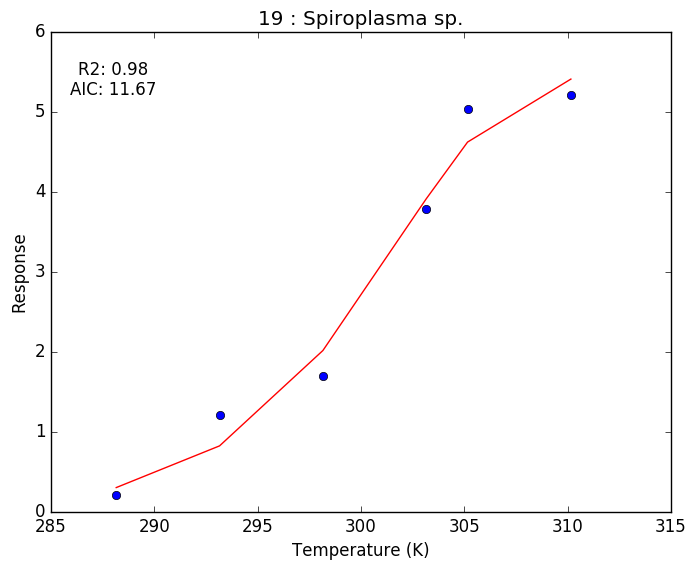 19 : Spiroplasma sp.
R2: 0.98
AIC: 11.67
6
5
4
3
2
1
0
Response
285 290 295 300 305 310 315
Temperature (K)